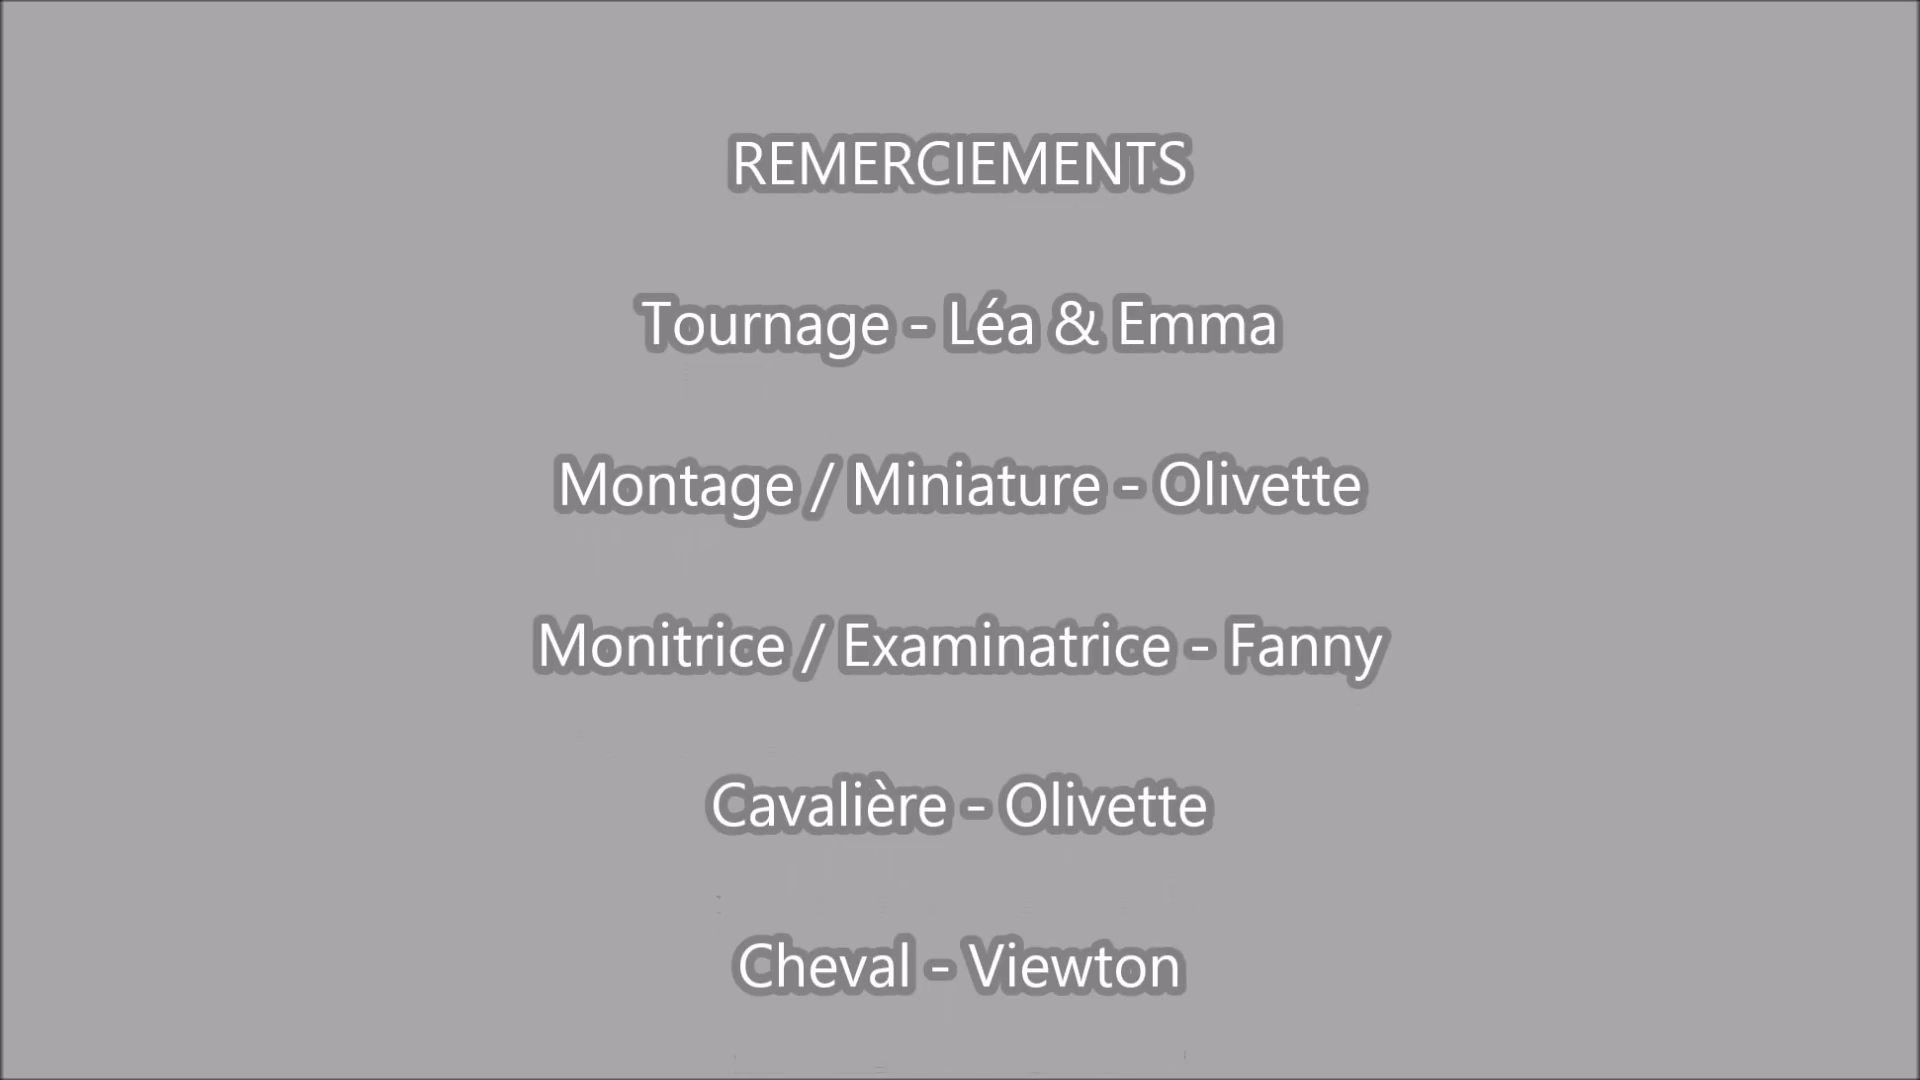 REMERCIEMENTS
Tournage - Léa & Emma
Montage / Miniature - Olivette
Monitrice / Examinatrice - Fanny
Cavalière - Olivette
Cheval - Viewton